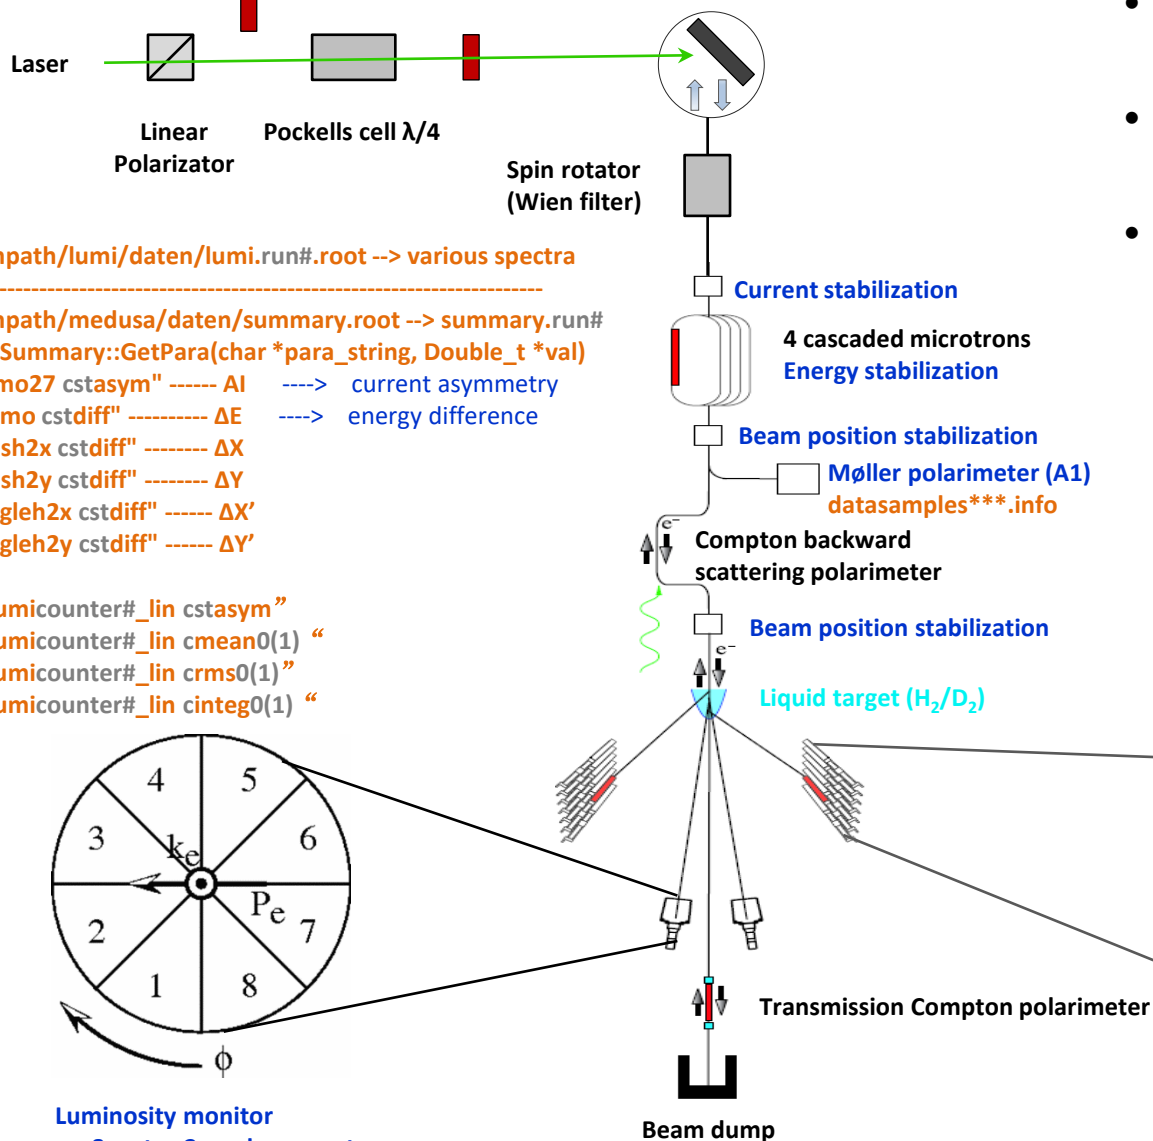 Laser
Linear
Polarizator
Pockells cell λ/4
Spin rotator
(Wien filter)
npath/lumi/daten/lumi.run#.root --> various spectra
--------------------------------------------------------------------
npath/medusa/daten/summary.root --> summary.run#
Summary::GetPara(char *para_string, Double_t *val)
mo27 cstasym" ------ AI ----> current asymmetry
mo cstdiff" ---------- ΔE ----> energy difference
sh2x cstdiff" -------- ΔX
sh2y cstdiff" -------- ΔY
gleh2x cstdiff" ------ ΔX’
gleh2y cstdiff" ------ ΔY’
umicounter#_lin cstasym”
umicounter#_lin cmean0(1) “
umicounter#_lin crms0(1)”
umicounter#_lin cinteg0(1) “
Current stabilization
4 cascaded microtrons
Energy stabilization
Beam position stabilization
Møller polarimeter (A1)
datasamples***.info
e⁻
Compton backward
scattering polarimeter
Beam position stabilization
e⁻
Liquid target (H₂/D₂)
4 5
3 6
kₑ
Pₑ
2 7
1 8
ϕ
Transmission Compton polarimeter
Luminosity monitor
Beam dump